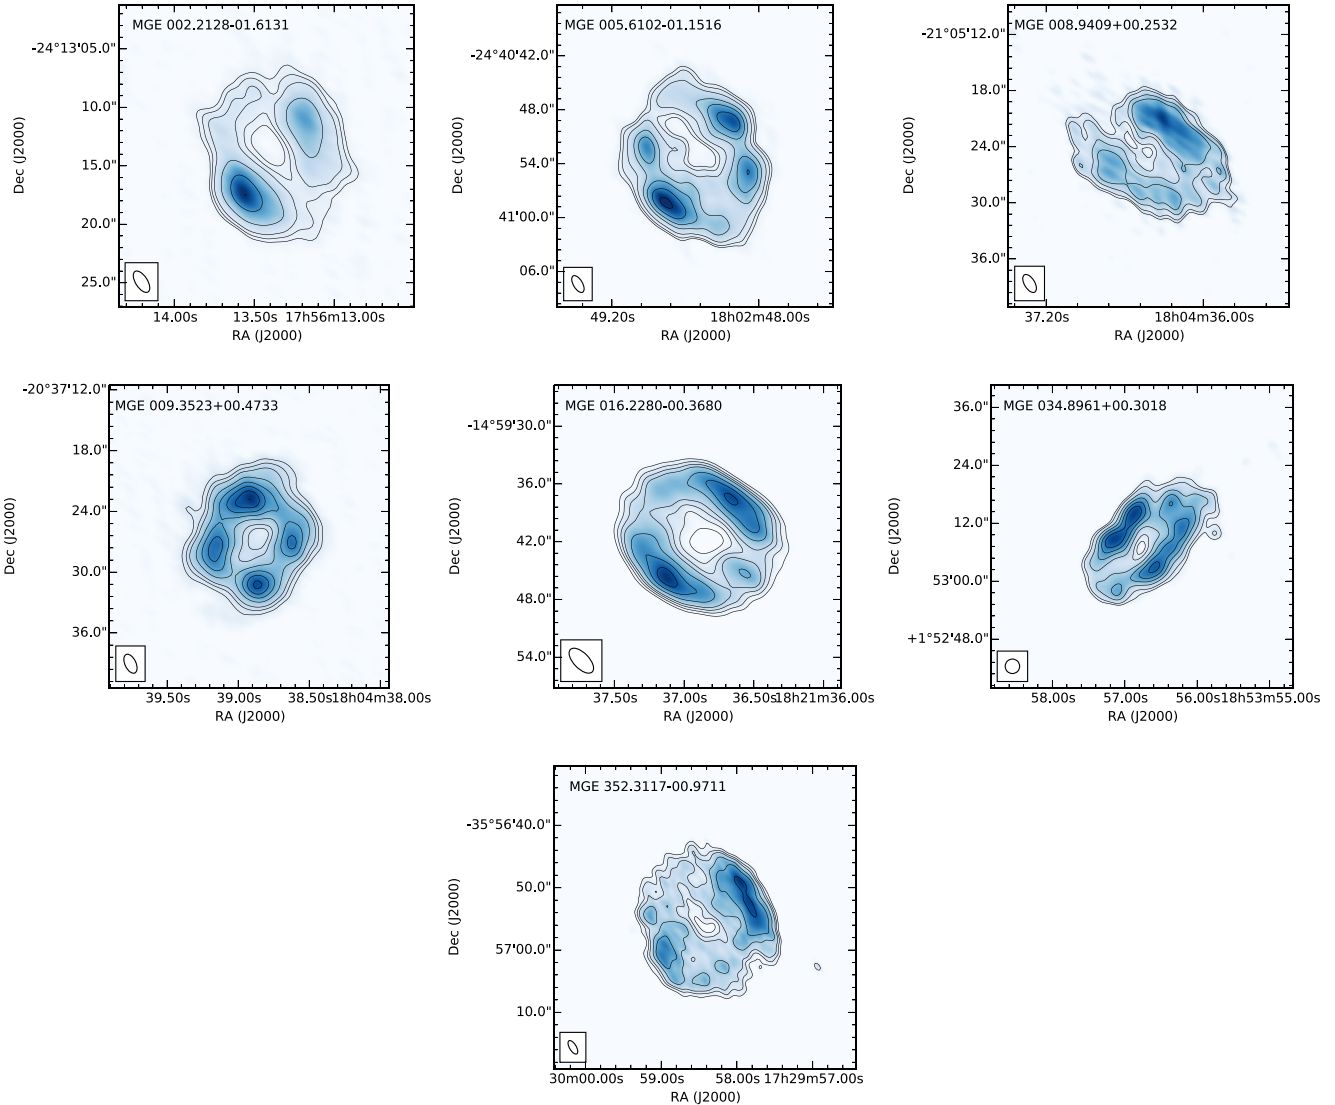 MGE 002.2128-01.6131
-24°13'05.0"
10.0"
15.0"
20.0"
25.0"
Dec (J2000)
14.00s 13.50s 17h56m13.00s
RA (J2000)
MGE 005.6102-01.1516
-24°40'42.0"
48.0"
54.0"
41'00.0"
06.0"
Dec (J2000)
49.20s 18h02m48.00s
RA (J2000)
MGE 008.9409+00.2532
-21°05'12.0"
18.0"
24.0"
30.0"
36.0"
Dec (J2000)
37.20s 18h04m36.00s
RA (J2000)
MGE 009.3523+00.4733
-20°37'12.0"
18.0"
24.0"
30.0"
36.0"
Dec (J2000)
39.50s 39.00s 38.50s 18h04m38.00s
RA (J2000)
MGE 016.2280-00.3680
-14°59'30.0"
36.0"
42.0"
48.0"
54.0"
Dec (J2000)
37.50s 37.00s 36.50s 18h21m36.00s
RA (J2000)
MGE 034.8961+00.3018
36.0"
24.0"
12.0"
53'00.0"
+1°52'48.0"
Dec (J2000)
58.00s 57.00s 56.00s 18h53m55.00s
RA (J2000)
MGE 352.3117-00.9711
-35°56'40.0"
50.0"
57'00.0"
10.0"
Dec (J2000)
30m00.00s 59.00s 58.00s 17h29m57.00s
RA (J2000)